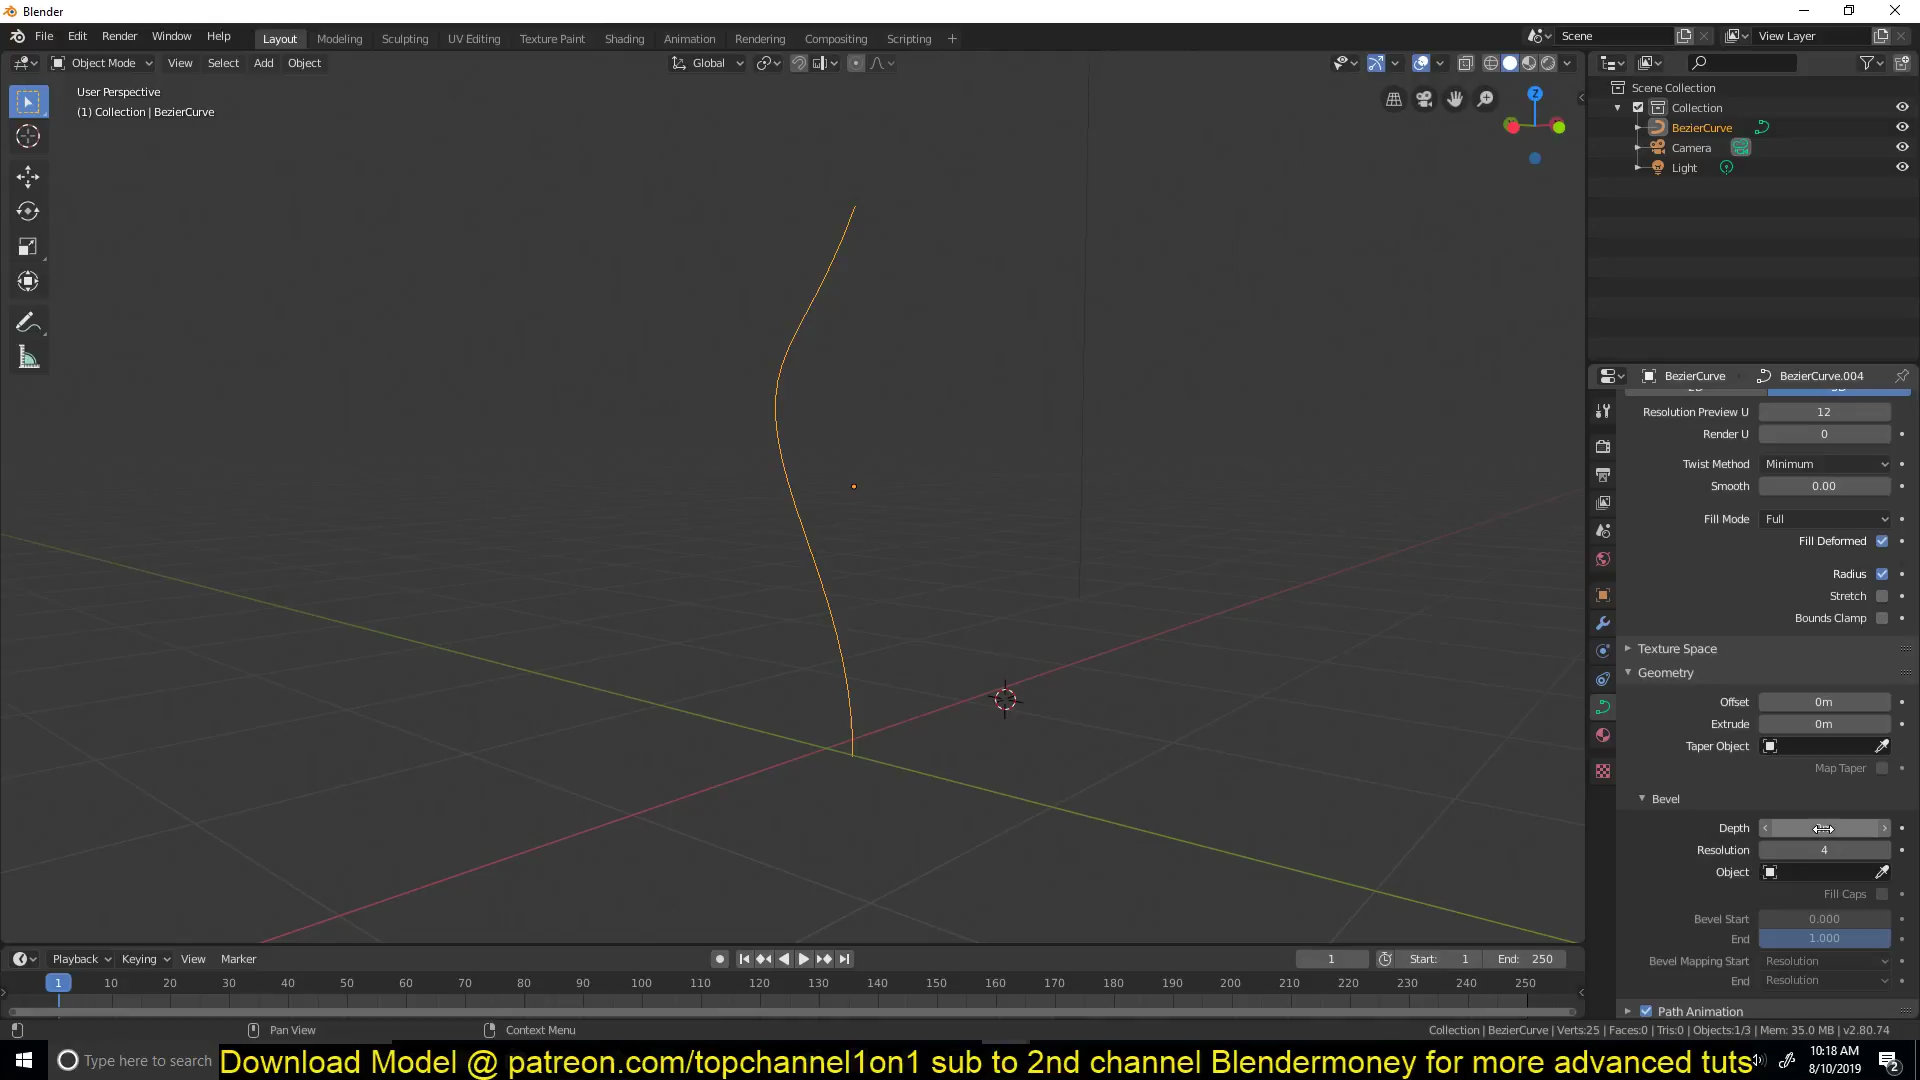 Blender
File Edit Render Window Help
Layout Modeling Sculpting UV Editing Texture Paint Shading Animation Rendering Compositing Scripting
Scene
View Layer
Object Mode View Select Add Object
Global
User Perspective
(1) Collection | BezierCurve
Z
Scene Collection
Collection
BezierCurve
Camera
Light
BezierCurve
BezierCurve.004
Resolution Preview U 12
Render U 0
Twist Method Minimum
Smooth 0.00
Fill Mode Full
Fill Deformed
Radius
Stretch
Bounds Clamp
Texture Space
Geometry
Offset 0m
Extrude 0m
Taper Object
Map Taper
Bevel
Depth
Resolution 4
Object
Fill Caps
Bevel Start 0.000
End 1.000
Bevel Mapping Start Resolution
End Resolution
Path Animation
Playback Keying View Marker
1
Start: 1
End: 250
1 10 20 30 40 50 60 70 80 90 100 110 120 130 140 150 160 170 180 190 200 210 220 230 240 250
Pan View
Context Menu
Collection | BezierCurve | Verts:25 | Faces:0 | Tris:0 | Objects:1/3 | Mem: 35.0 MB | v2.80.74
Type here to search
Download Model @ patreon.com/topchannel1on1 sub to 2nd channel Blendermoney for more advanced tuts
10:18 AM
8/10/2019
2